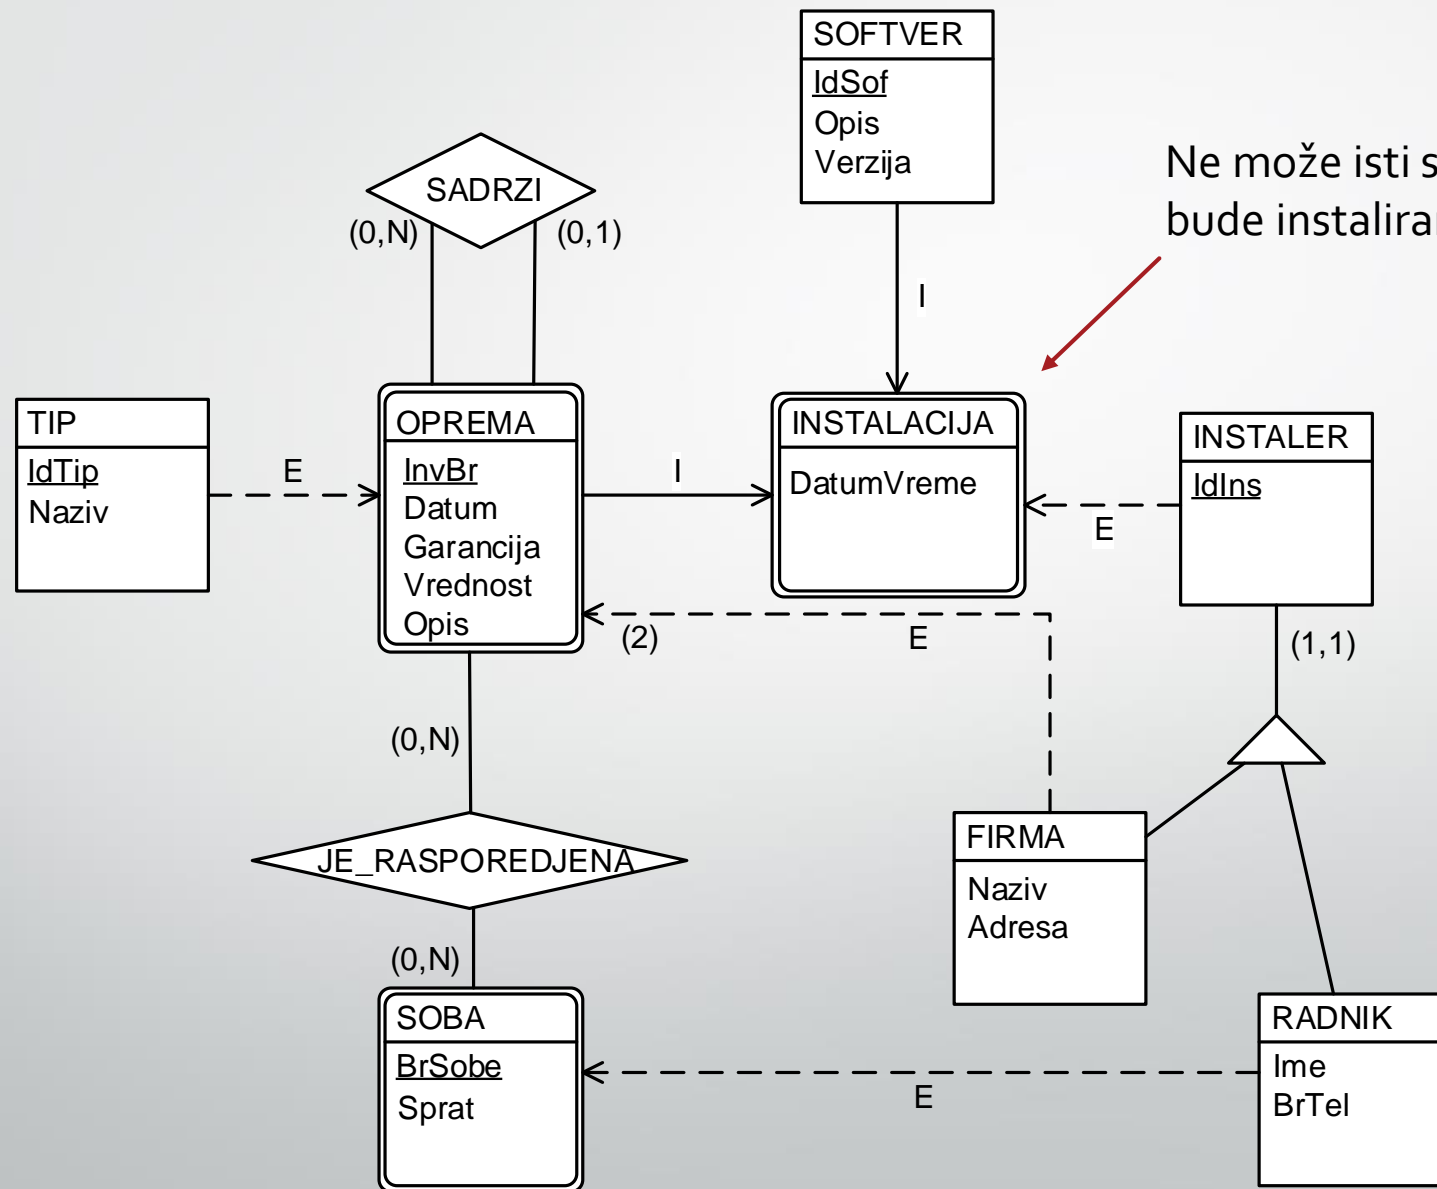 SOFTVER
IdSof
Opis
Verzija
Ne može isti
bude
SADRZI
(0,N)
(0,1)
I
TIP
IdTip
Naziv
E
OPREMA
InvBr
Datum
Garancija
Vrednost
Opis
I
INSTALACIJA
DatumVreme
INSTALER
IdIns
E
(2)
E
(1,1)
(0,N)
JE_RASPOREDJENA
(0,N)
FIRMA
Naziv
Adresa
SOBA
BrSobe
Sprat
E
RADNIK
Ime
BrTel